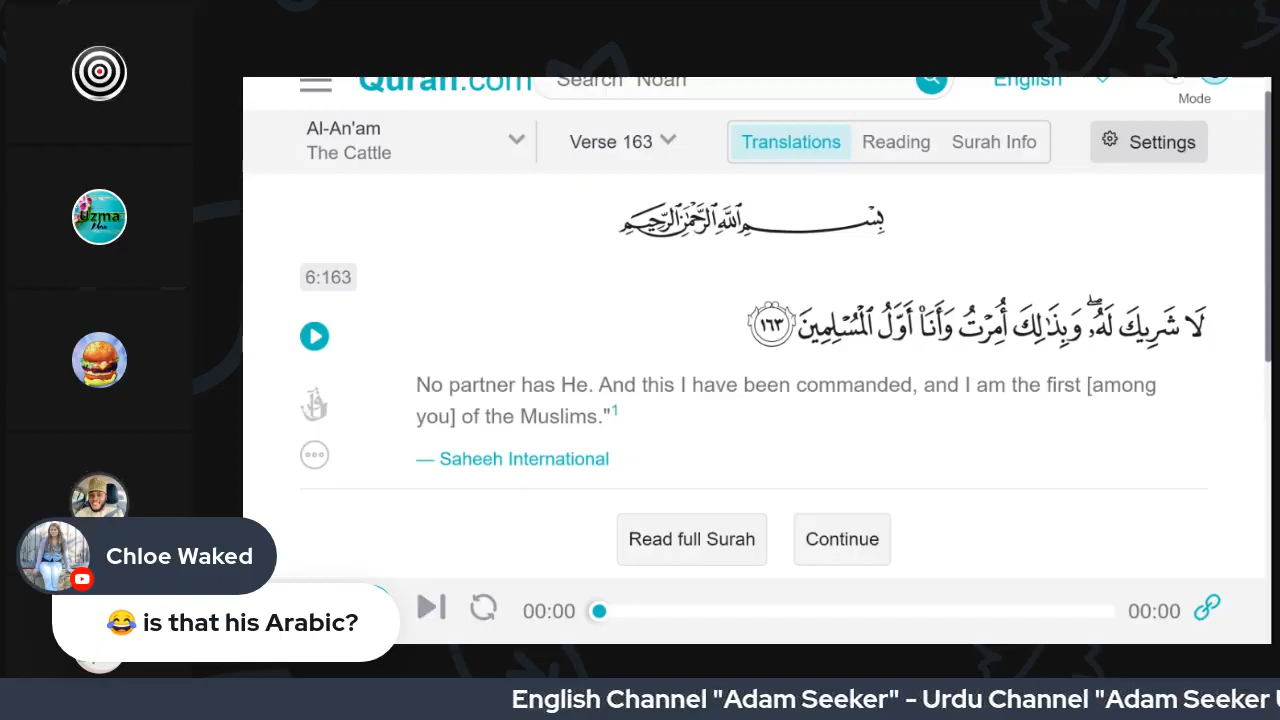 Quran.com
Search "Noah"
English
Mode
Al-An'am
The Cattle
Verse 163
Translations
Reading
Surah Info
Settings
بِسْمِ ٱللَّهِ ٱلرَّحْمَٰنِ ٱلرَّحِيمِ
6:163
لَا شَرِيكَ لَهُۥ ۖ وَبِذَٰلِكَ أُمِرْتُ وَأَنَا۠ أَوَّلُ ٱلْمُسْلِمِينَ ١٦٣
No partner has He. And this I have been commanded, and I am the first [among
you] of the Muslims."1
— Saheeh International
Read full Surah
Continue
00:00
00:00
Uzma
Chloe Waked
😂 is that his Arabic?
English Channel "Adam Seeker" - Urdu Channel "Adam Seeker